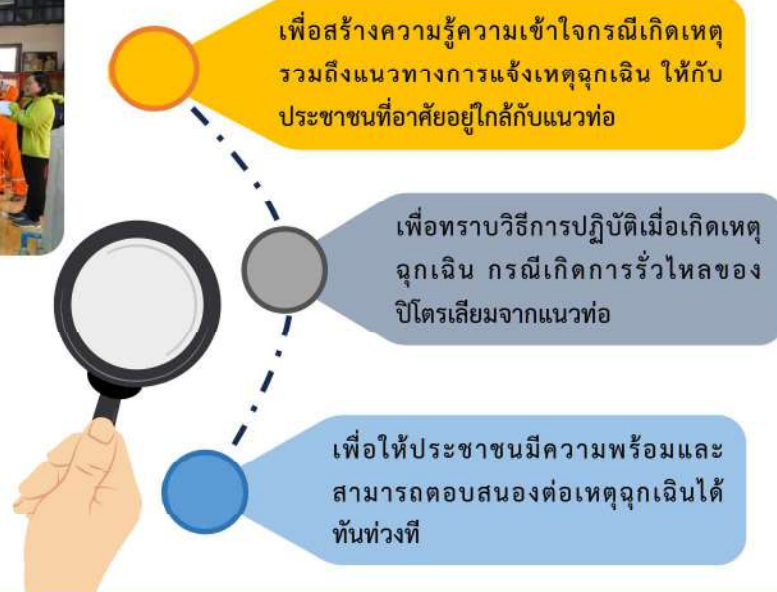 เพื่อสร้างความรู้ความเข้าใจกรณีเกิดเหตุ
รวมถึงแนวทางการแจ้งเหตุฉุกเฉิน ให้กับ
ประชาชนที่อาศัยอยู่ใกล้กับแนวท่อ
เพื่อทราบวิธีการปฏิบัติเมื่อเกิดเหตุ
ฉุกเฉิน กรณีเกิดการรั่วไหลของ
ปิโตรเลียมจากแนวท่อ
เพื่อให้ประชาชนมีความพร้อมและ
สามารถตอบสนองต่อเหตุฉุกเฉินได้
ทันท่วงที